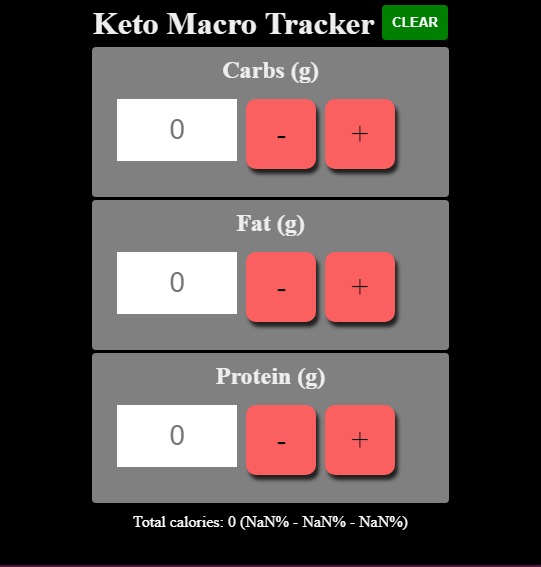 Keto Macro Tracker CLEAR
Carbs (g)
0 - +
Fat (g)
0 - +
Protein (g)
0 - +
Total calories: 0 (NaN% - NaN% - NaN%)